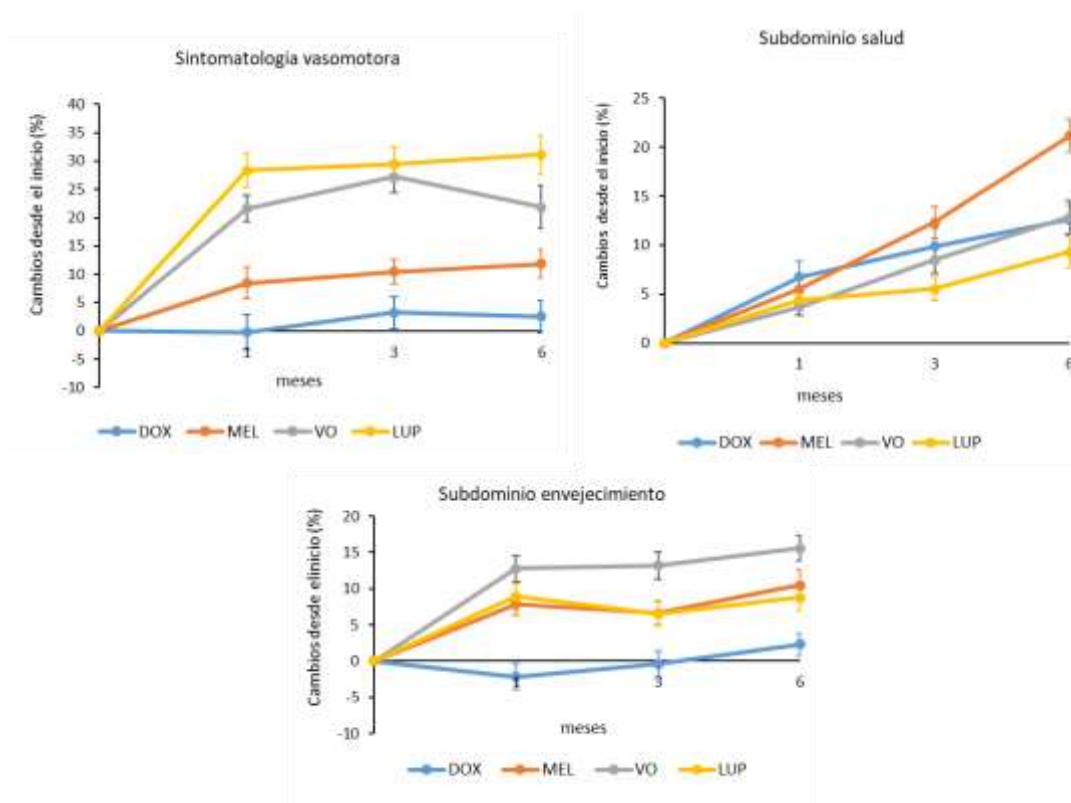 Sintomatologia vasomotora
Cambios desde el inicio (%)
40
35
30
25
20
15
10
5
0
-5
-10
1
3
6
meses
DOX MEL VO LUP
Subdominio salud
Cambios desde el inicio (%)
25
20
15
10
5
0
1
3
6
meses
DOX MEL VO LUP
Subdominio envejecimiento
Cambios desde elinicio (%)
20
15
10
5
0
-5
-10
1
3
6
meses
DOX MEL VO LUP